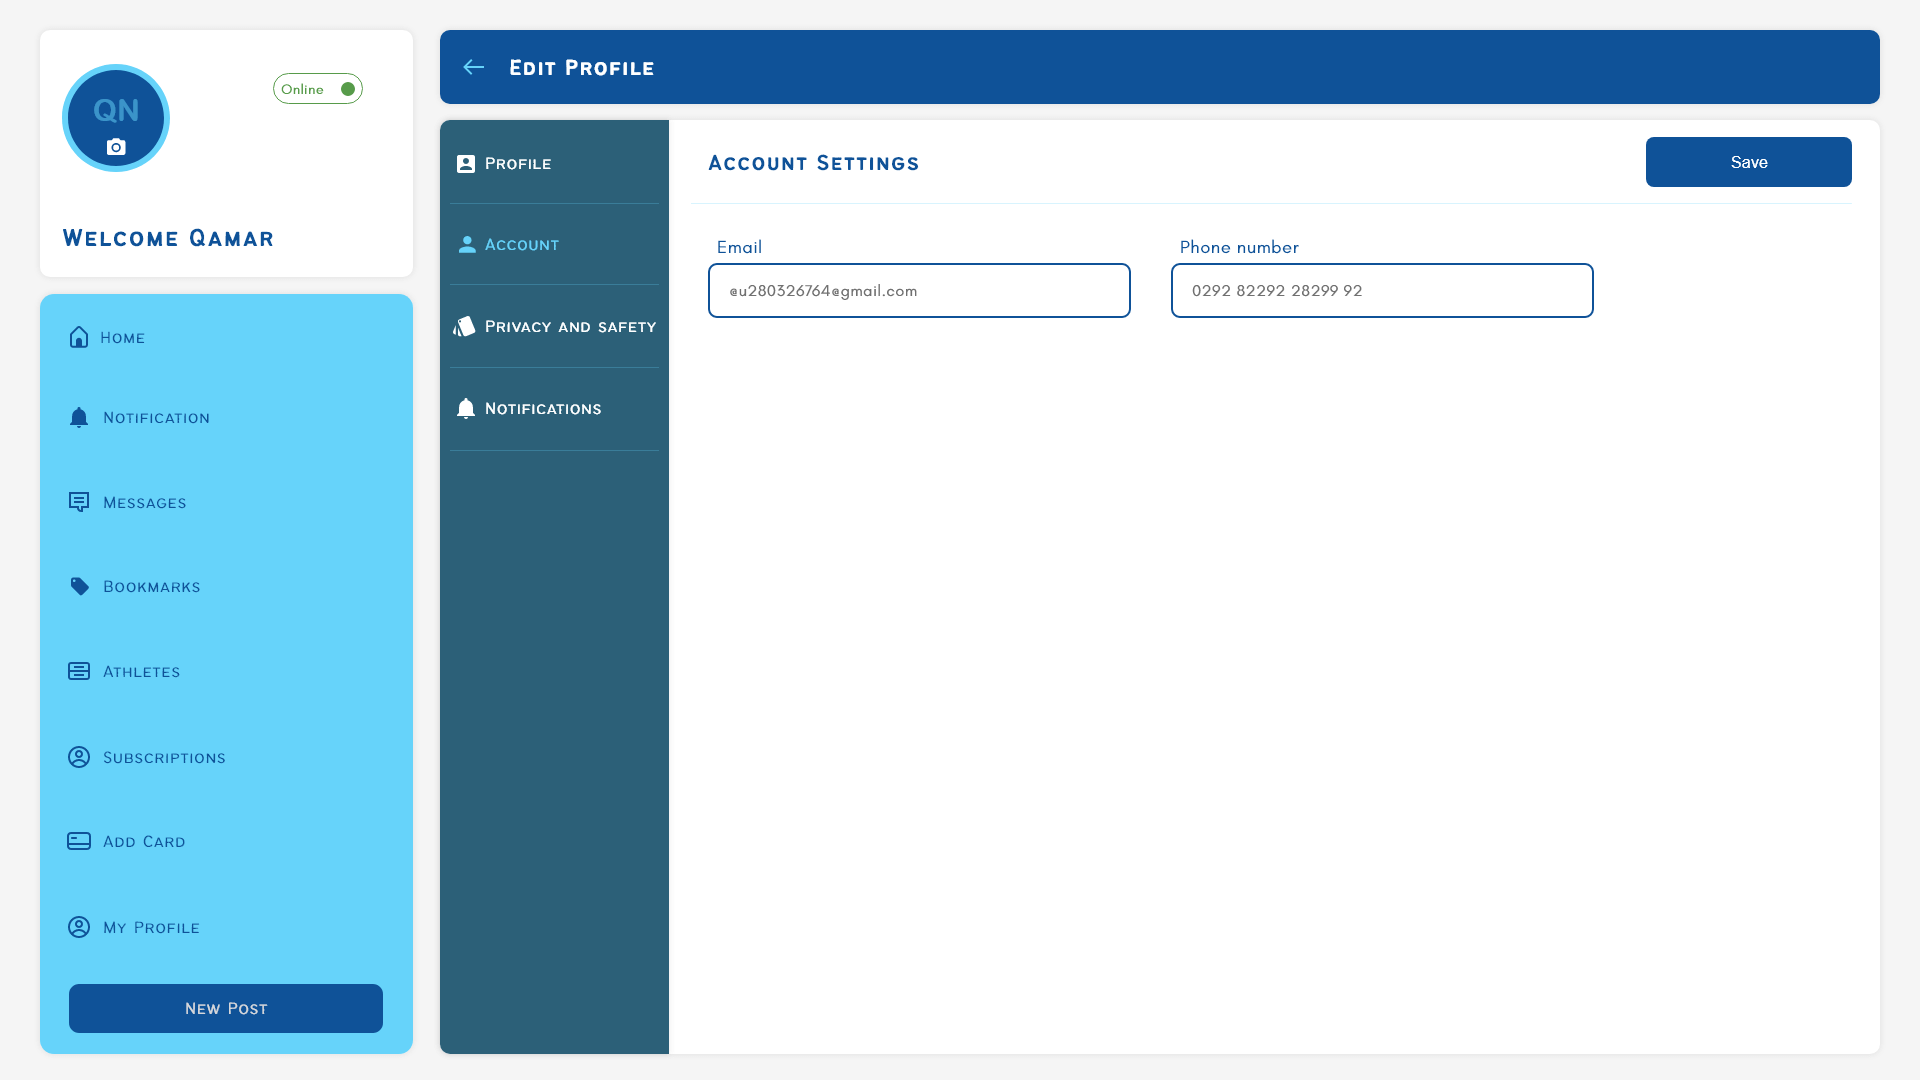 QN
Online
Welcome Qamar
Home
Notification
Messages
Bookmarks
Athletes
Subscriptions
Add Card
My Profile
New Post
Edit Profile
Profile
Account
Privacy and safety
Notifications
Account Settings
Save
Email
@u280326764@gmail.com
Phone number
0292 82292 28299 92